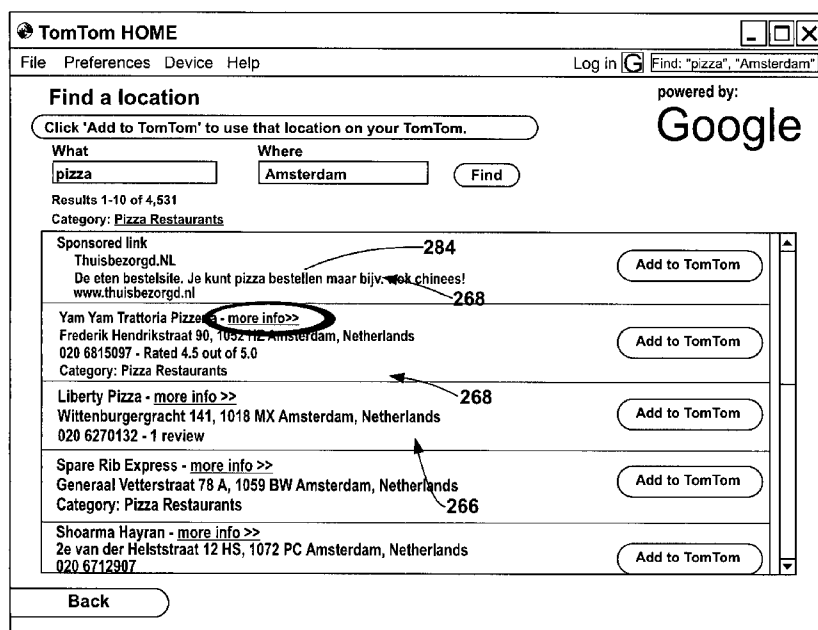 TomTom HOME
File Preferences Device Help Log in G Find: "pizza", "Amsterdam"
Find a location
powered by:
Google
Click 'Add to TomTom' to use that location on your TomTom.
What Where
pizza Amsterdam Find
Results 1-10 of 4,531
Category: Pizza Restaurants
Sponsored link 284
Thuisbezorgd.NL Add to TomTom
De eten bestelsite. Je kunt pizza bestellen maar bijv. ook chinees!
www.thuisbezorgd.nl 268
Yam Yam Trattoria Pizzeria - more info>>
Frederik Hendrikstraat 90, 1052 HZ Amsterdam, Netherlands Add to TomTom
020 6815097 - Rated 4.5 out of 5.0
Category: Pizza Restaurants
Liberty Pizza - more info >> 268
Wittenburgergracht 141, 1018 MX Amsterdam, Netherlands Add to TomTom
020 6270132 - 1 review
Spare Rib Express - more info >>
Generaal Vetterstraat 78 A, 1059 BW Amsterdam, Netherlands Add to TomTom
Category: Pizza Restaurants 266
Shoarma Hayran - more info >>
2e van der Helststraat 12 HS, 1072 PC Amsterdam, Netherlands Add to TomTom
020 6712907
Back